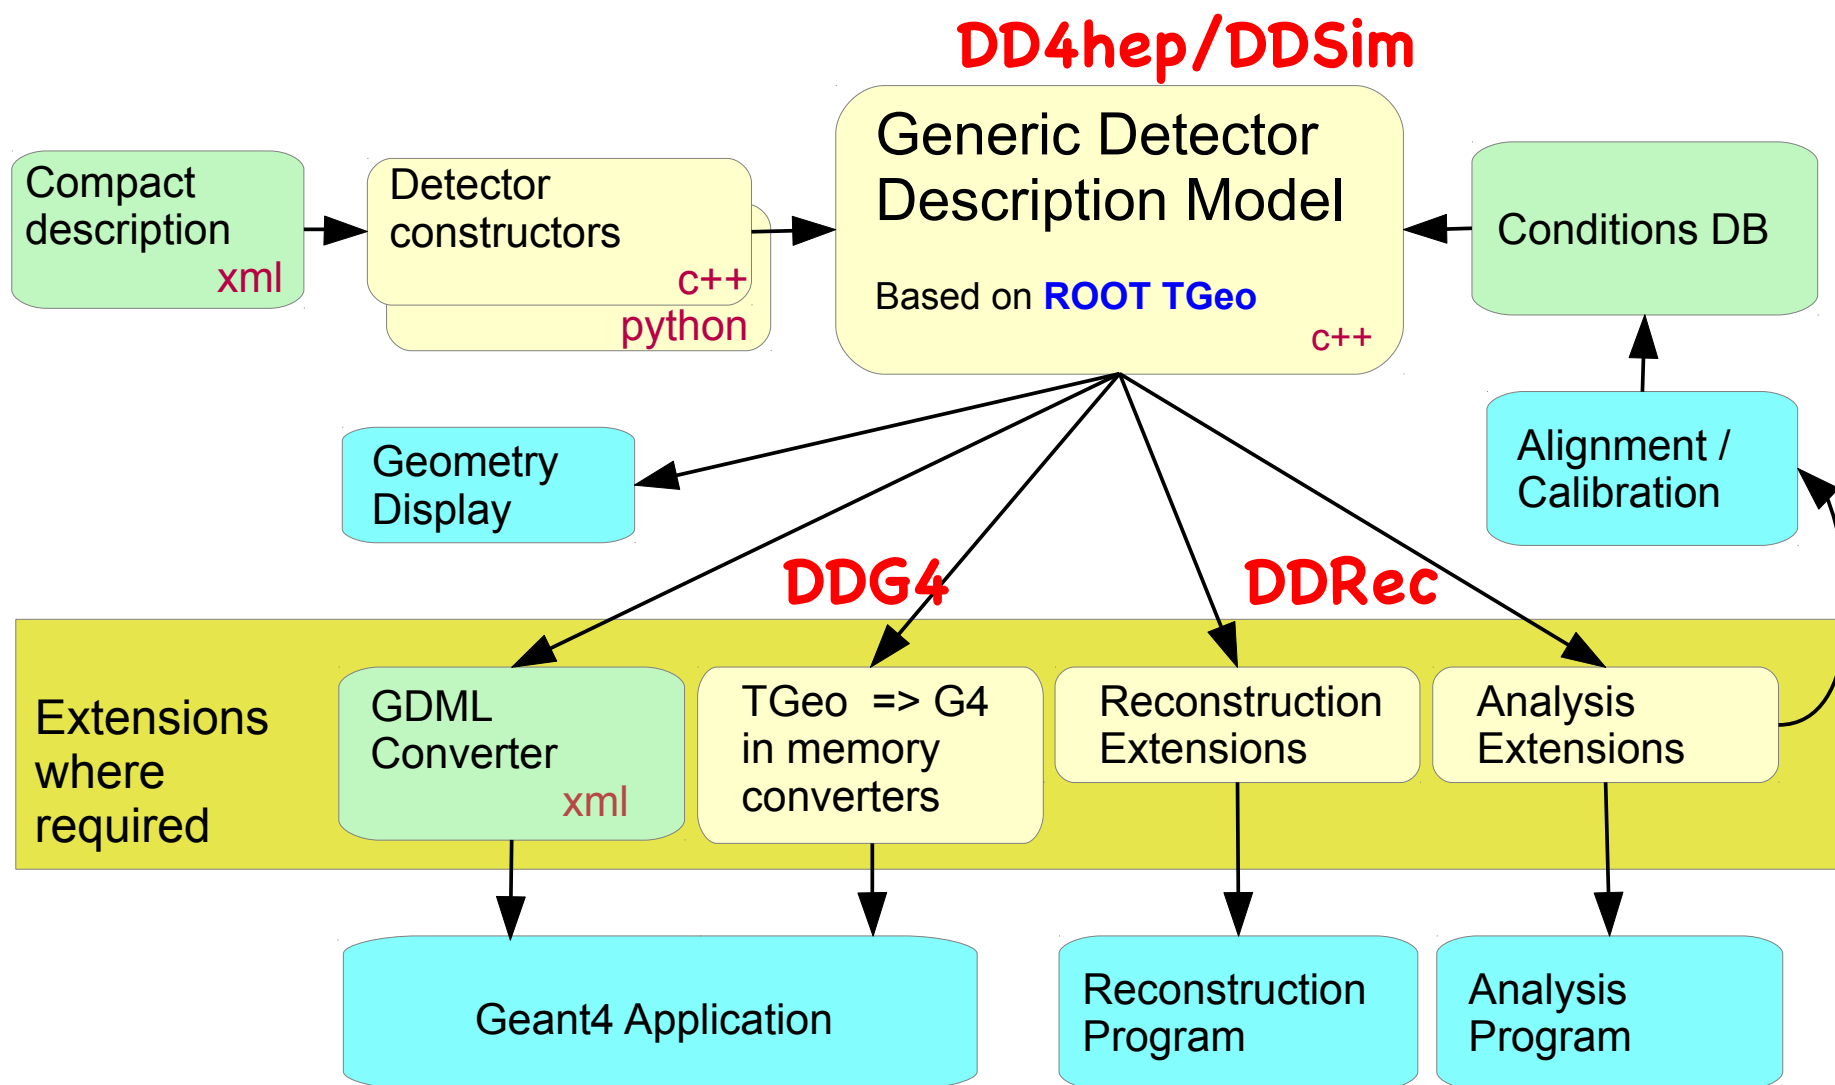 DD4hep/DDSim
Compact
description
xml
Detector
constructors
c++
python
Generic Detector
Description Model
Based on ROOT TGeo
c++
Conditions DB
Geometry
Display
Alignment /
Calibration
DDG4
DDRec
Extensions
where
required
GDML
Converter
xml
TGeo => G4
in memory
converters
Reconstruction
Extensions
Analysis
Extensions
Geant4 Application
Reconstruction
Program
Analysis
Program